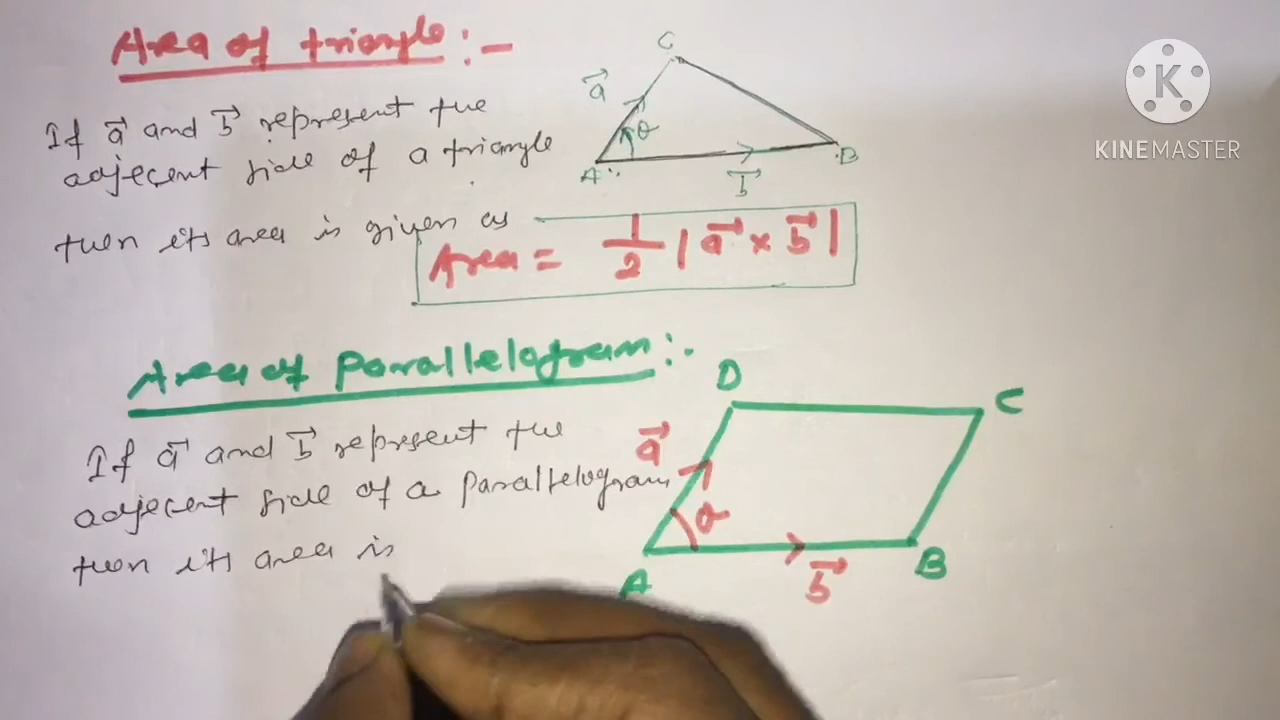 Area of triangle:-
If a⃗ and b⃗ represent the
adjecent side of a triangle
then its area is given as
Area = 1/2 |a⃗ × b⃗|
C
a⃗
θ
A
b⃗
B
K
KINEMASTER
Area of Parallelogram:-
If a⃗ and b⃗ represent the
adjecent side of a Parallelogram,
then its area is
D
C
a⃗
θ
A
b⃗
B